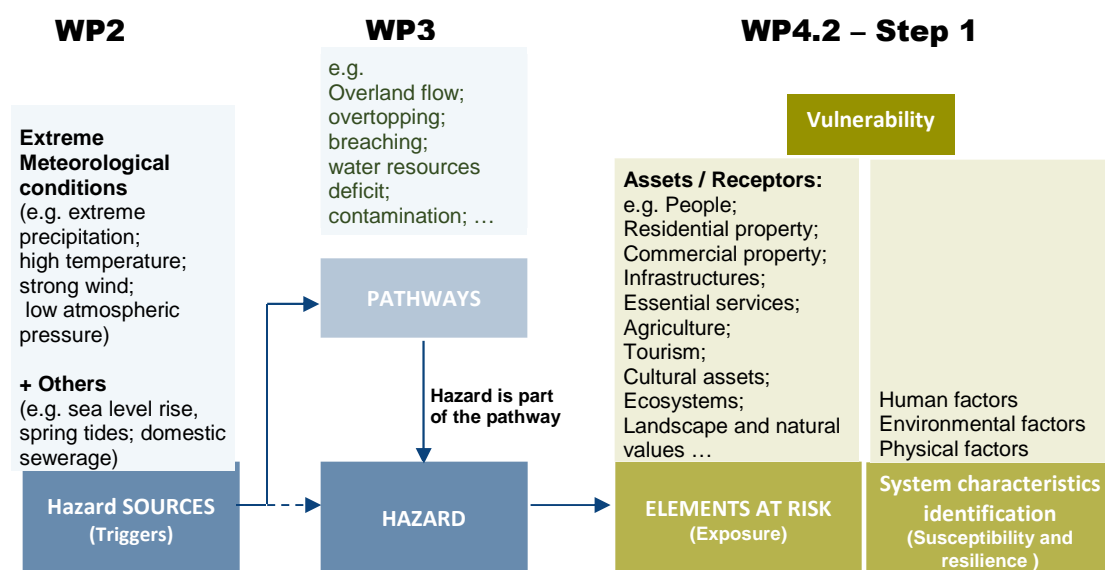 WP2
WP3
WP4.2 – Step 1
Extreme
Meteorological
conditions
(e.g. extreme
precipitation;
high temperature;
strong wind;
low atmospheric
pressure)
+ Others
(e.g. sea level rise,
spring tides; domestic
sewerage)
Hazard SOURCES
(Triggers)
e.g.
Overland flow;
overtopping;
breaching;
water resources
deficit;
contamination; …
PATHWAYS
Hazard is part
of the pathway
HAZARD
Vulnerability
Assets / Receptors:
e.g. People;
Residential property;
Commercial property;
Infrastructures;
Essential services;
Agriculture;
Tourism;
Cultural assets;
Ecosystems;
Landscape and natural
values …
ELEMENTS AT RISK
(Exposure)
Human factors
Environmental factors
Physical factors
System characteristics
identification
(Susceptibility and
resilience )